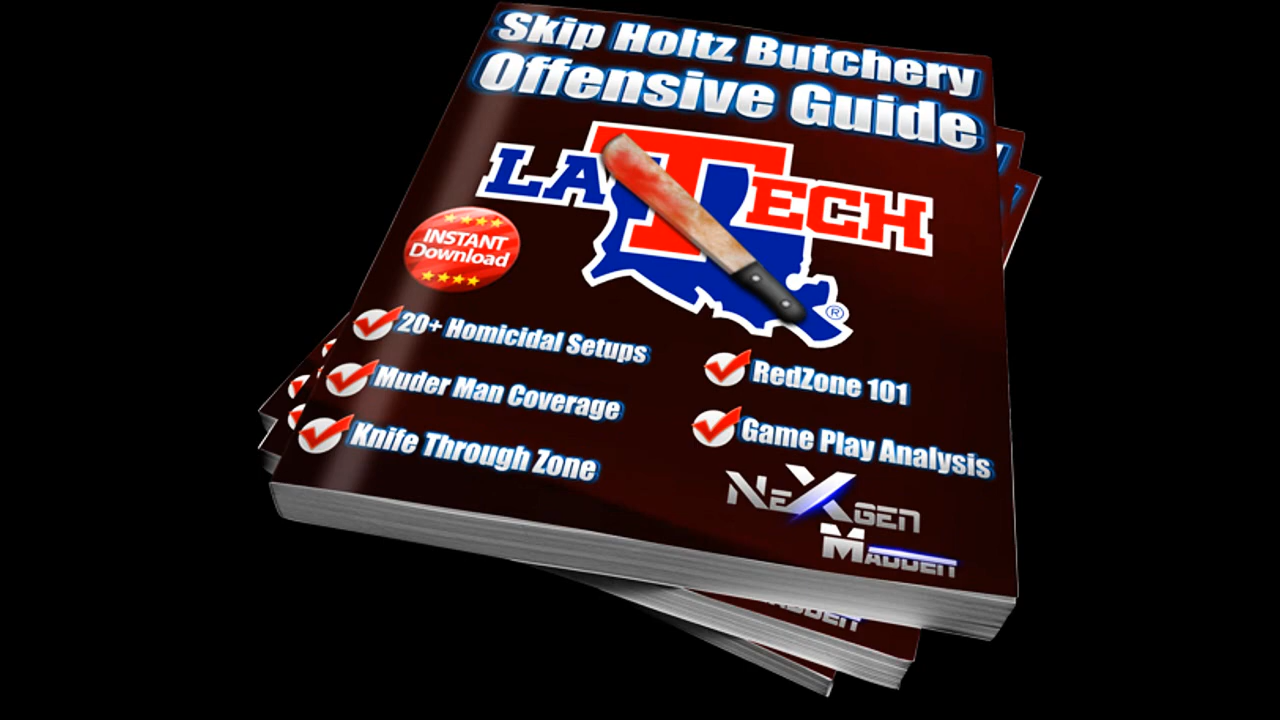 Skip Holtz Butchery
Offensive Guide
LA TECH
®
INSTANT
Download
20+ Homicidal Setups
Muder Man Coverage
Knife Through Zone
RedZone 101
Game Play Analysis
NeXgen
Madden